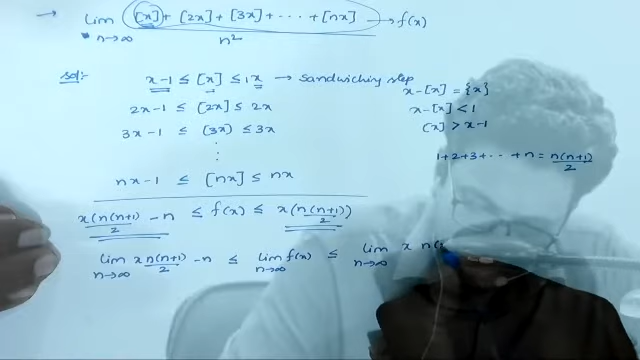 → lim n→∞ [x] + [2x] + [3x] + ... + [nx] / n² → f(x)
sol:- x-1 ≤ [x] ≤ 1x → sandwiching step
2x-1 ≤ [2x] ≤ 2x
3x-1 ≤ [3x] ≤ 3x
⋮
nx-1 ≤ [nx] ≤ nx
x(n(n+1)/2) - n ≤ f(x) ≤ x(n(n+1)/2)
lim n→∞ x n(n+1)/2 - n ≤ lim n→∞ f(x) ≤ lim n→∞ x n(
x-[x] = {x}
x-[x] < 1
[x] > x-1
1+2+3+...+n = n(n+1)/2